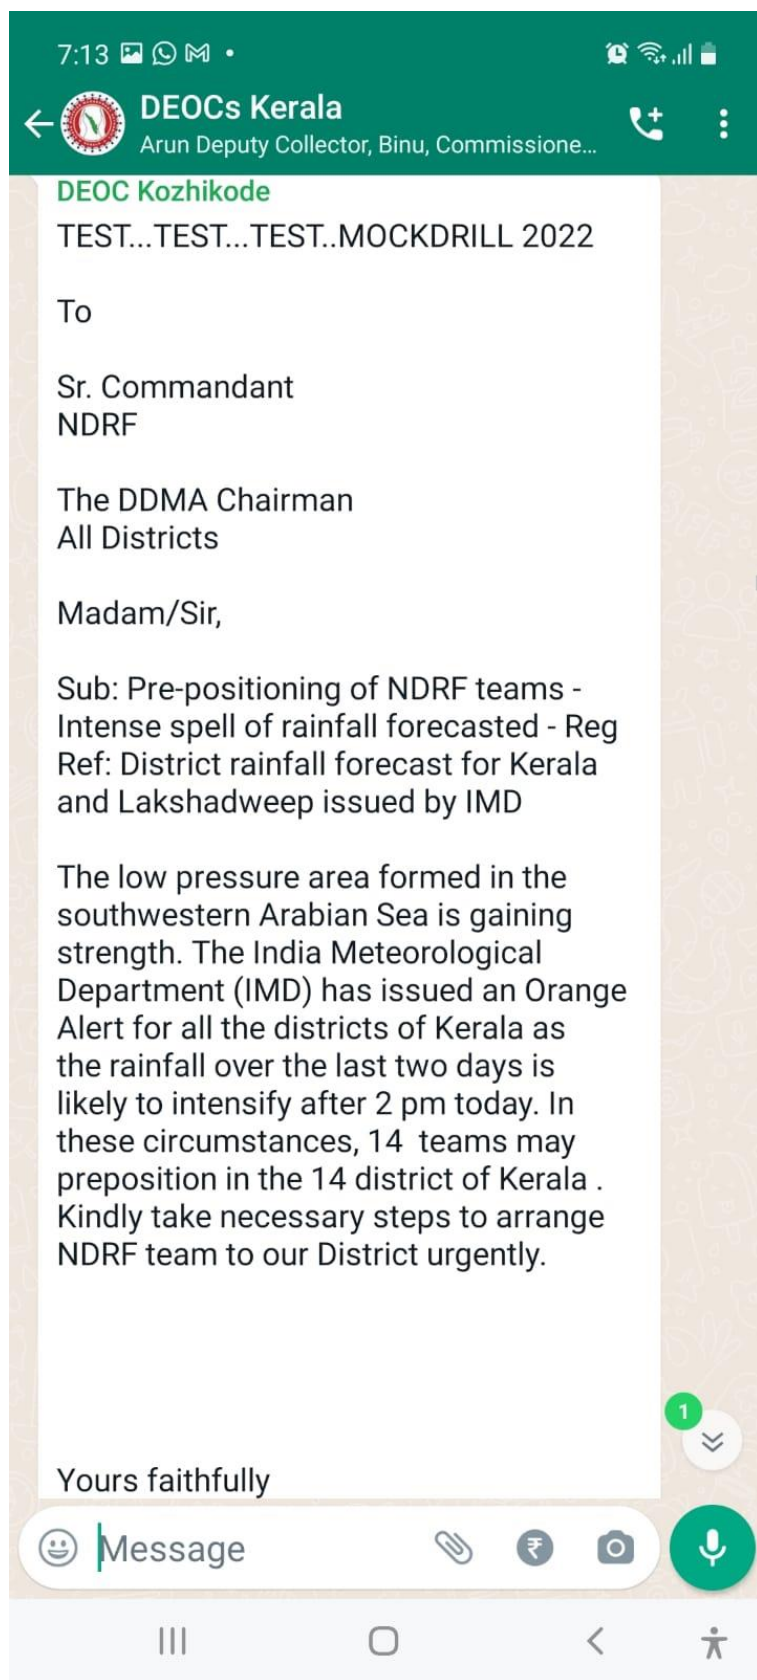 7:13
DEOCs Kerala
Arun Deputy Collector, Binu, Commissione...
DEOC Kozhikode
TEST...TEST...TEST..MOCKDRILL 2022
To
Sr. Commandant
NDRF
The DDMA Chairman
All Districts
Madam/Sir,
Sub: Pre-positioning of NDRF teams -
Intense spell of rainfall forecasted - Reg
Ref: District rainfall forecast for Kerala
and Lakshadweep issued by IMD
The low pressure area formed in the
southwestern Arabian Sea is gaining
strength. The India Meteorological
Department (IMD) has issued an Orange
Alert for all the districts of Kerala as
the rainfall over the last two days is
likely to intensify after 2 pm today. In
these circumstances, 14  teams may
preposition in the 14 district of Kerala .
Kindly take necessary steps to arrange
NDRF team to our District urgently.
1
Yours faithfully
Message